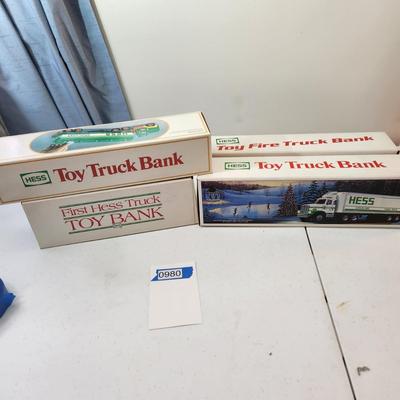 HESS
Toy Truck Bank
First Hess Truck
TOY BANK
HESS
Toy Fire Truck Bank
HESS
Toy Truck Bank
HESS
0980